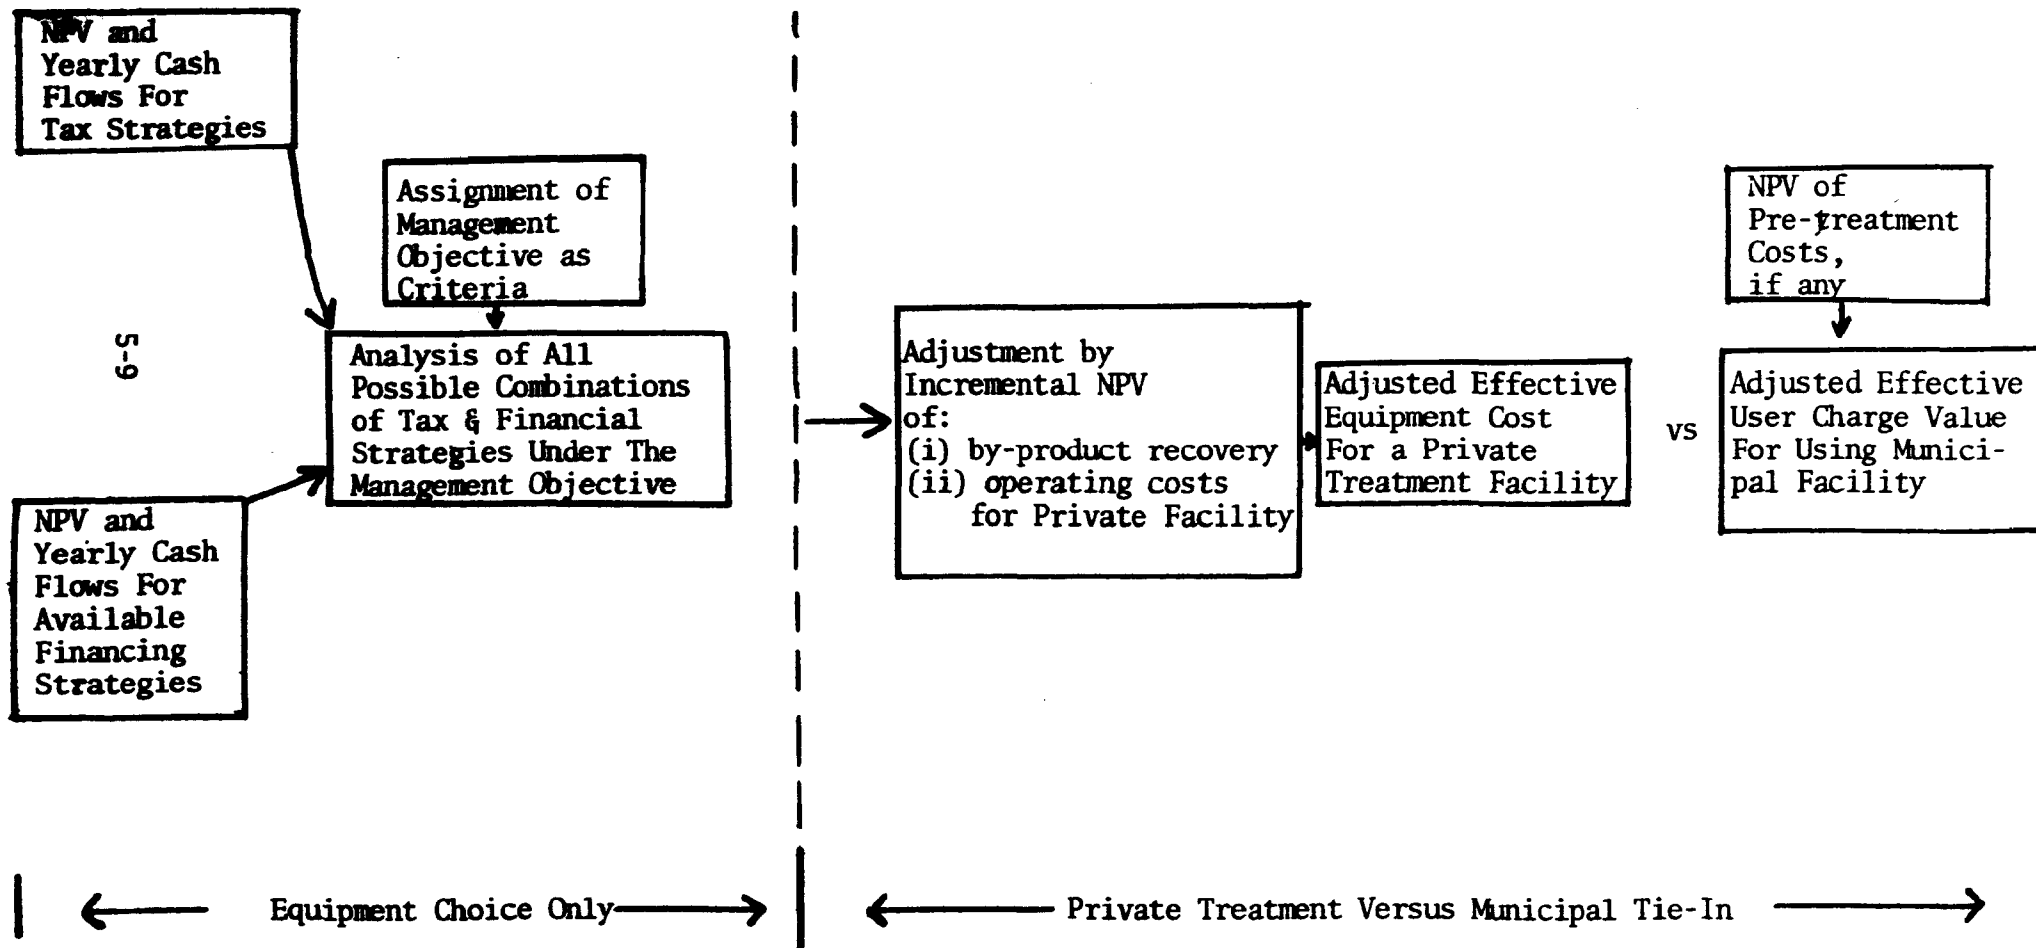 NPV and
Yearly Cash
Flows For
Tax Strategies
Assignment of
Management
Objective as
Criteria
5-9
Analysis of All
Possible Combinations
of Tax & Financial
Strategies Under The
Management Objective
NPV and
Yearly Cash
Flows For
Available
Financing
Strategies
Adjustment by
Incremental NPV
of:
(i) by-product recovery
(ii) operating costs
for Private Facility
Adjusted Effective
Equipment Cost
For a Private
Treatment Facility
vs
NPV of
Pre-treatment
Costs,
if any
Adjusted Effective
User Charge Value
For Using Munici-
pal Facility
Equipment Choice Only
Private Treatment Versus Municipal Tie-In